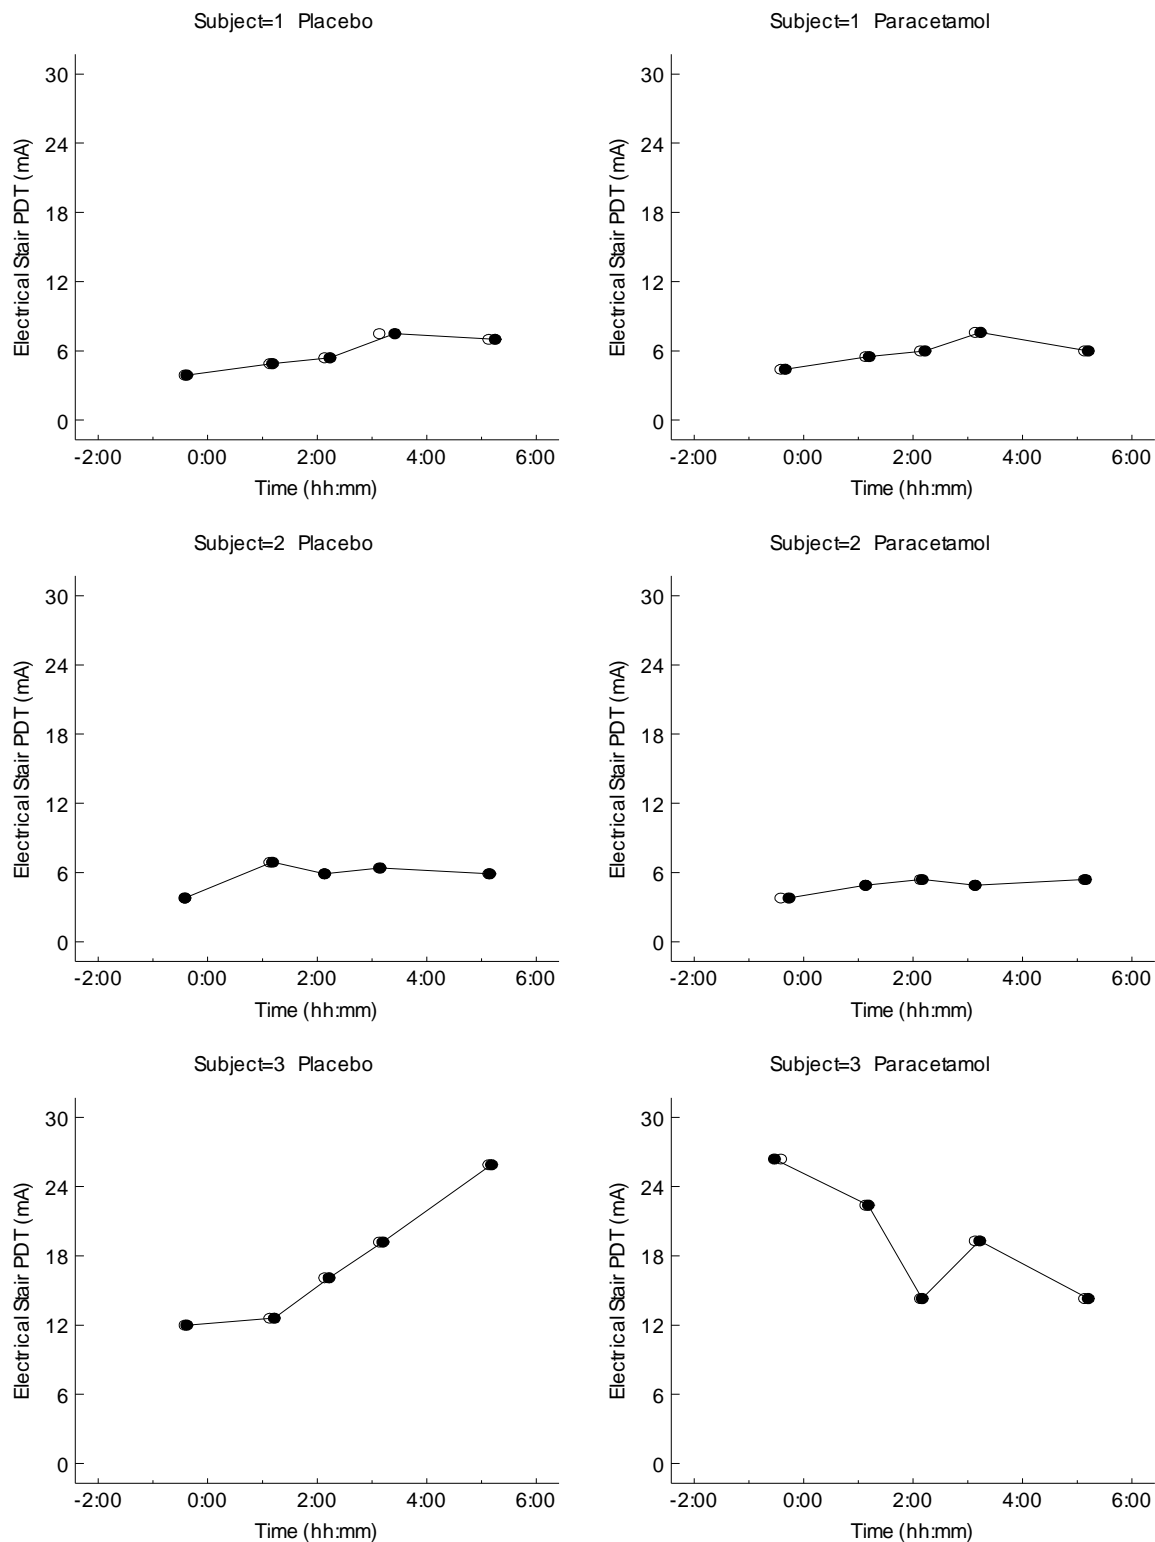 Subject=1 Placebo
30
24
18
12
6
0
Electrical Stair PDT (mA)
-2:00 0:00 2:00 4:00 6:00
Time (hh:mm)
Subject=1 Paracetamol
30
24
18
12
6
0
Electrical Stair PDT (mA)
-2:00 0:00 2:00 4:00 6:00
Time (hh:mm)
Subject=2 Placebo
30
24
18
12
6
0
Electrical Stair PDT (mA)
-2:00 0:00 2:00 4:00 6:00
Time (hh:mm)
Subject=2 Paracetamol
30
24
18
12
6
0
Electrical Stair PDT (mA)
-2:00 0:00 2:00 4:00 6:00
Time (hh:mm)
Subject=3 Placebo
30
24
18
12
6
0
Electrical Stair PDT (mA)
-2:00 0:00 2:00 4:00 6:00
Time (hh:mm)
Subject=3 Paracetamol
30
24
18
12
6
0
Electrical Stair PDT (mA)
-2:00 0:00 2:00 4:00 6:00
Time (hh:mm)